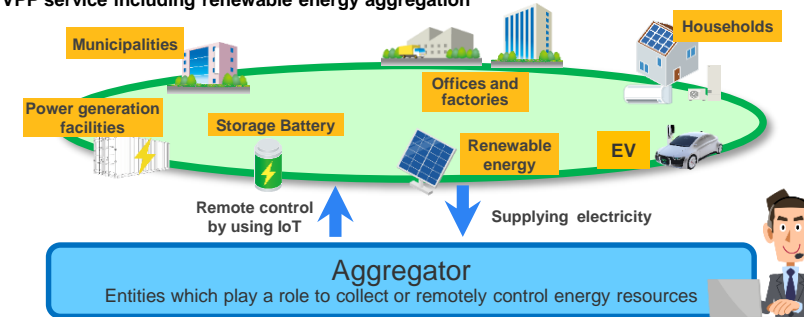 VPP service including renewable energy aggregation
Municipalities
Households
Offices and
factories
Power generation
facilities
Storage Battery
Renewable
energy
EV
Remote control
by using IoT
Supplying electricity
Aggregator
Entities which play a role to collect or remotely control energy resources